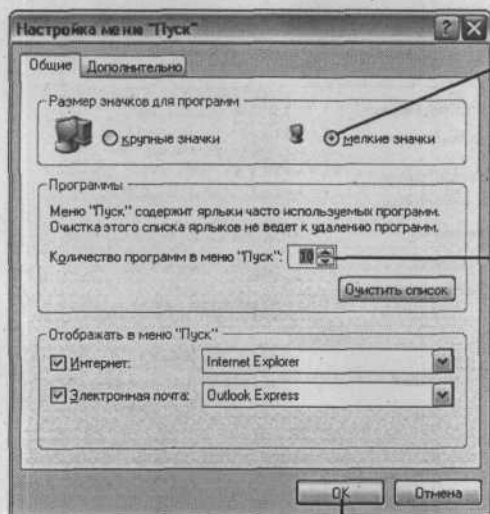 Настройка меню "Пуск"
Общие Дополнительно
Размер значков для программ
крупные значки мелкие значки
Программы
Меню "Пуск" содержит ярлыки часто используемых программ.
Очистка этого списка ярлыков не ведет к удалению программ.
Количество программ в меню "Пуск": 10
Очистить список
Отображать в меню "Пуск"
Интернет: Internet Explorer
Электронная почта: Outlook Express
OK Отмена